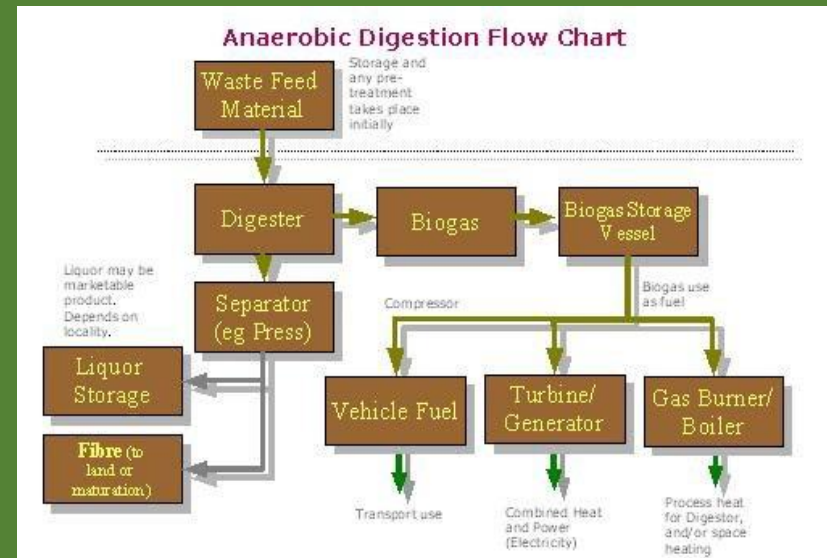 Anaerobic Digestion Flow Chart
Waste Feed
Material
Storage and
any pre-
treatment
takes place
initially
Digester
Biogas
Biogas Storage
Vessel
Liquor may be
marketable
product.
Depends on
locality.
Separator
(eg Press)
Compressor
Biogas use
as fuel
Liquor
Storage
Fibre (to
land or
maturation)
Vehicle Fuel
Turbine/
Generator
Gas Burner/
Boiler
Transport use
Combined Heat
and Power
(Electricity)
Process heat
for Digestor,
and/or space
heating